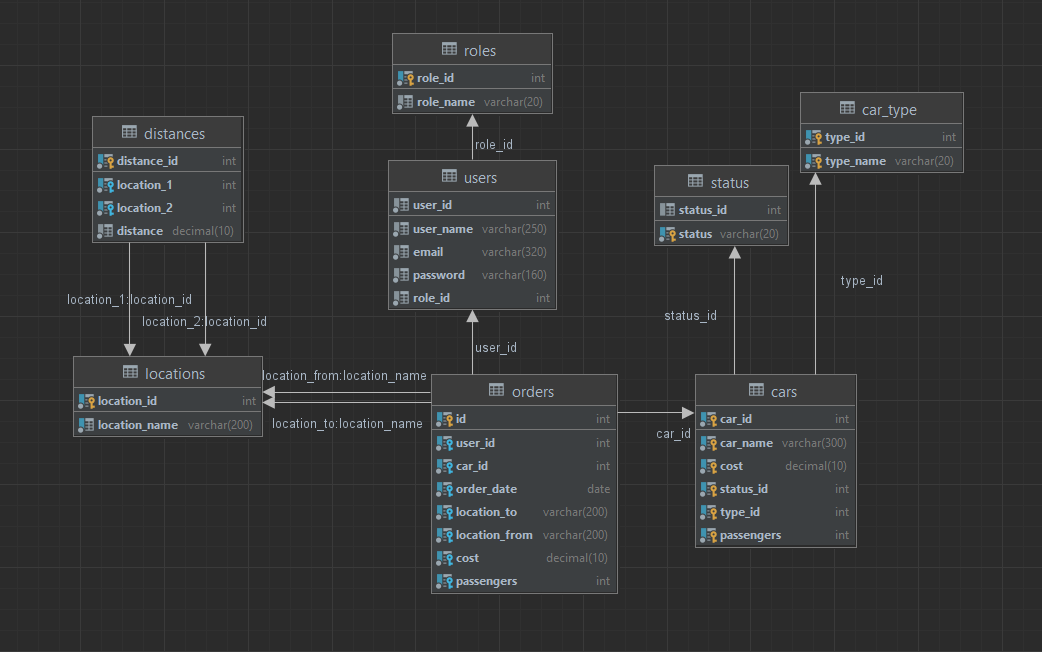 roles
role_id int
role_name varchar(20)
role_id
distances
distance_id int
location_1 int
location_2 int
distance decimal(10)
car_type
type_id int
type_name varchar(20)
users
user_id int
user_name varchar(250)
email varchar(320)
password varchar(160)
role_id int
status
status_id int
status varchar(20)
location_1:location_id
location_2:location_id
type_id
status_id
user_id
locations
location_id int
location_name varchar(200)
location_from:location_name
location_to:location_name
orders
id int
user_id int
car_id int
order_date date
location_to varchar(200)
location_from varchar(200)
cost decimal(10)
passengers int
car_id
cars
car_id int
car_name varchar(300)
cost decimal(10)
status_id int
type_id int
passengers int